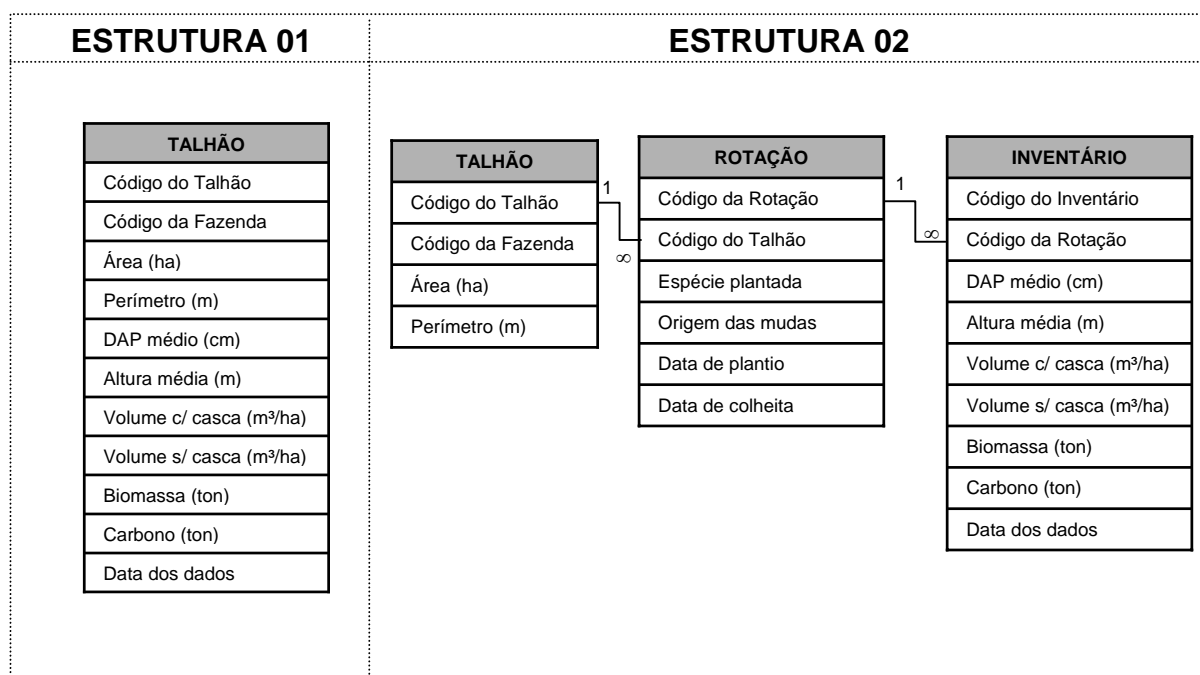 ESTRUTURA 01
TALHÃO
Código do Talhão
Código da Fazenda
Área (ha)
Perímetro (m)
DAP médio (cm)
Altura média (m)
Volume c/ casca (m³/ha)
Volume s/ casca (m³/ha)
Biomassa (ton)
Carbono (ton)
Data dos dados
ESTRUTURA 02
TALHÃO
Código do Talhão
Código da Fazenda
Área (ha)
Perímetro (m)
1
∞
ROTAÇÃO
Código da Rotação
Código do Talhão
Espécie plantada
Origem das mudas
Data de plantio
Data de colheita
1
∞
INVENTÁRIO
Código do Inventário
Código da Rotação
DAP médio (cm)
Altura média (m)
Volume c/ casca (m³/ha)
Volume s/ casca (m³/ha)
Biomassa (ton)
Carbono (ton)
Data dos dados